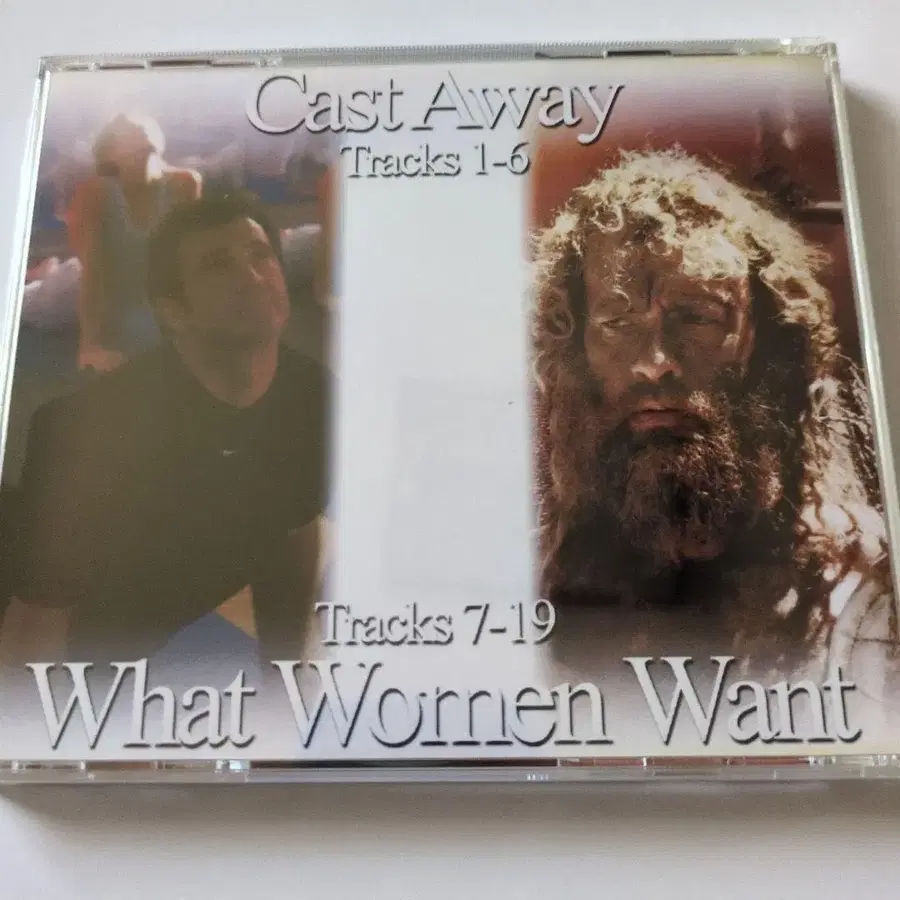 Cast Away
Tracks 1-6
Tracks 7-19
What Women Want